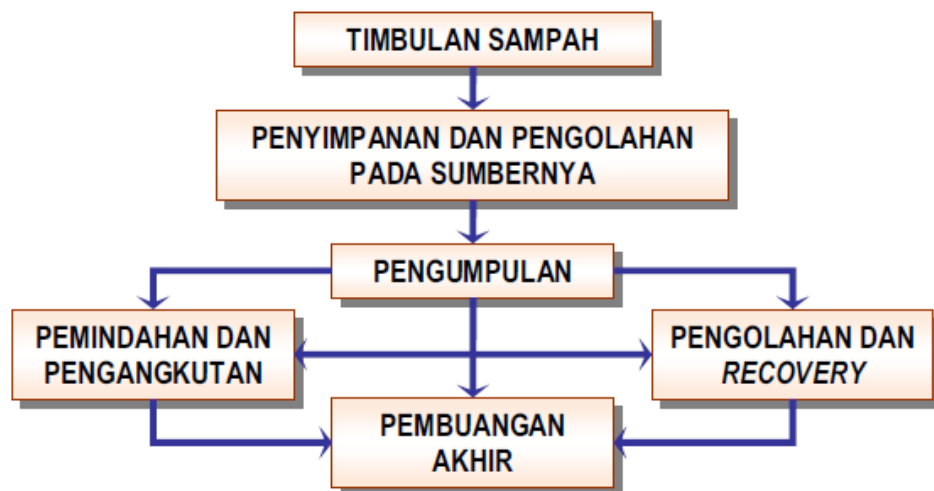 TIMBULAN SAMPAH
PENYIMPANAN DAN PENGOLAHAN
PADA SUMBERNYA
PENGUMPULAN
PEMINDAHAN DAN
PENGANGKUTAN
PENGOLAHAN DAN
RECOVERY
PEMBUANGAN
AKHIR